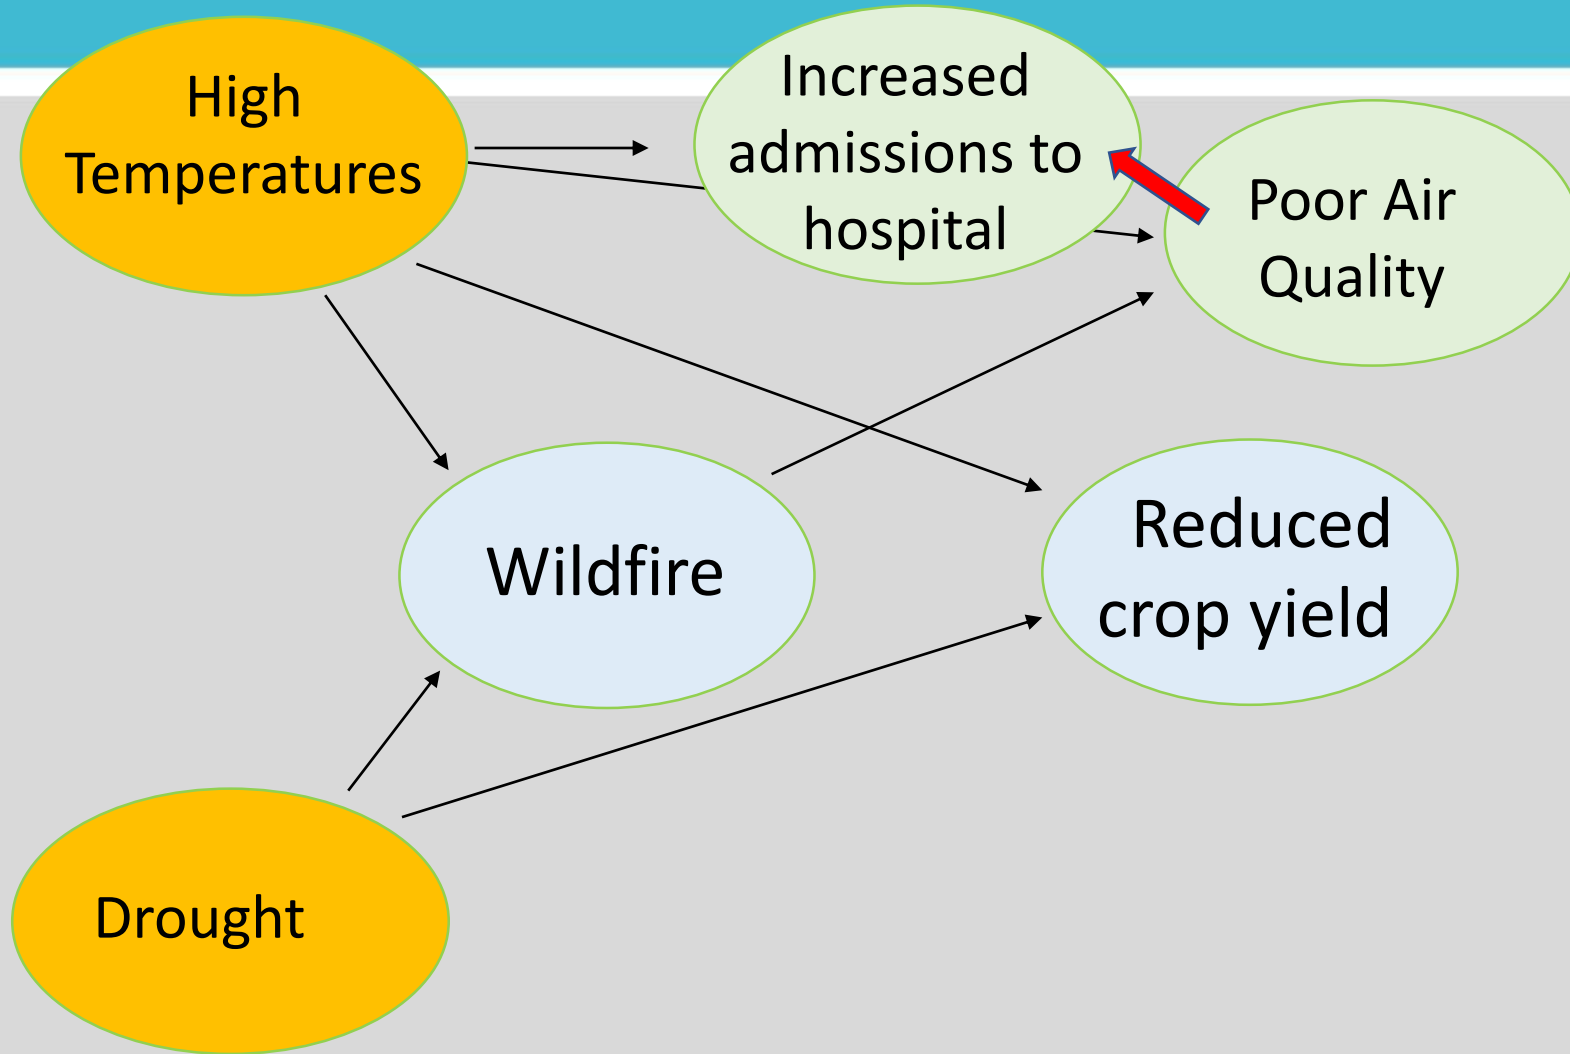 High
Temperatures
Increased
admissions to
hospital
Poor Air
Quality
Wildfire
Reduced
crop yield
Drought